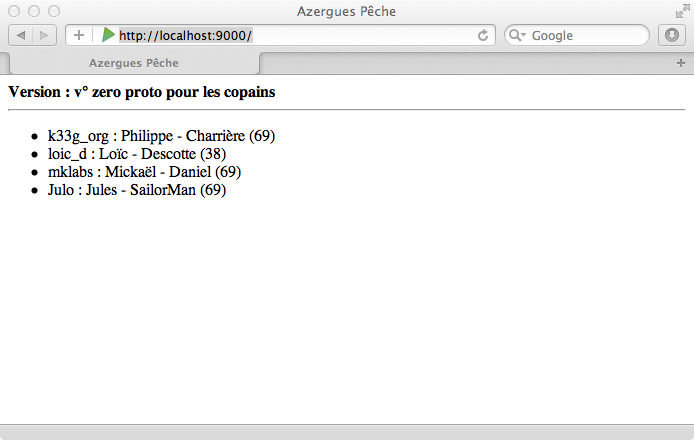 Azergues Pêche
http://localhost:9000/
Google
Azergues Pêche
Version : v° zero proto pour les copains
k33g_org : Philippe - Charrière (69)
loic_d : Loïc - Descotte (38)
mklabs : Mickaël - Daniel (69)
Julo : Jules - SailorMan (69)